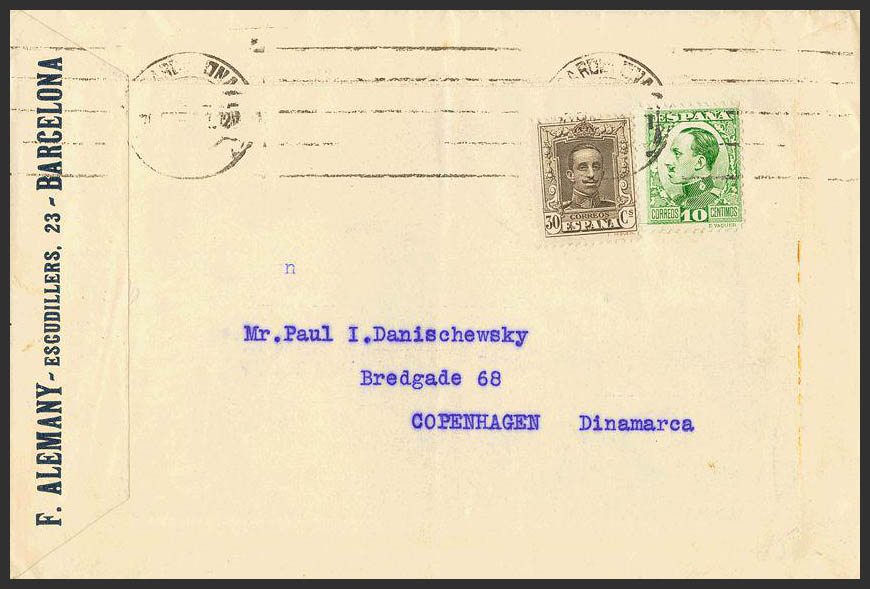 F. ALEMANY - ESCUDILLERS, 23 - BARCELONA
ESPAÑA
30 CORREOS Cs
ESPAÑA
CORREOS 10 CENTIMOS
E. VAQUER
n
Mr.Paul I.Danischewsky
Bredgade 68
COPENHAGEN Dinamarca